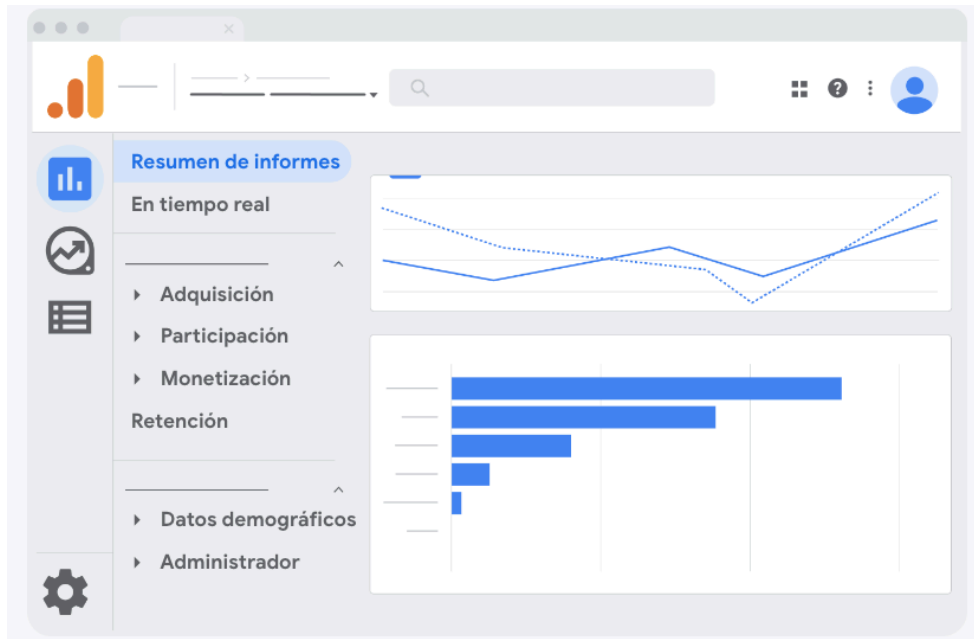 Resumen de informes
En tiempo real
Adquisición
Participación
Monetización
Retención
Datos demográficos
Administrador